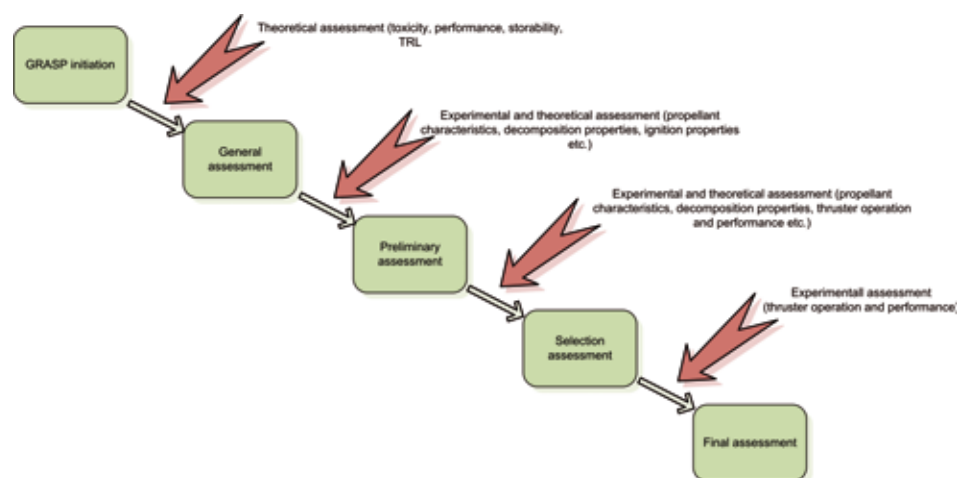 Theoretical assessment (toxicity, performance, storability,
TRL
GRASP initiation
Experimental and theoretical assessment (propellant
characteristics, decomposition properties, ignition properties
etc.)
General
assessment
Experimental and theoretical assessment (propellant
characteristics, decomposition properties, thruster operation
and performance etc.)
Preliminary
assessment
Experimentall assessment
(thruster operation and performance)
Selection
assessment
Final assessment